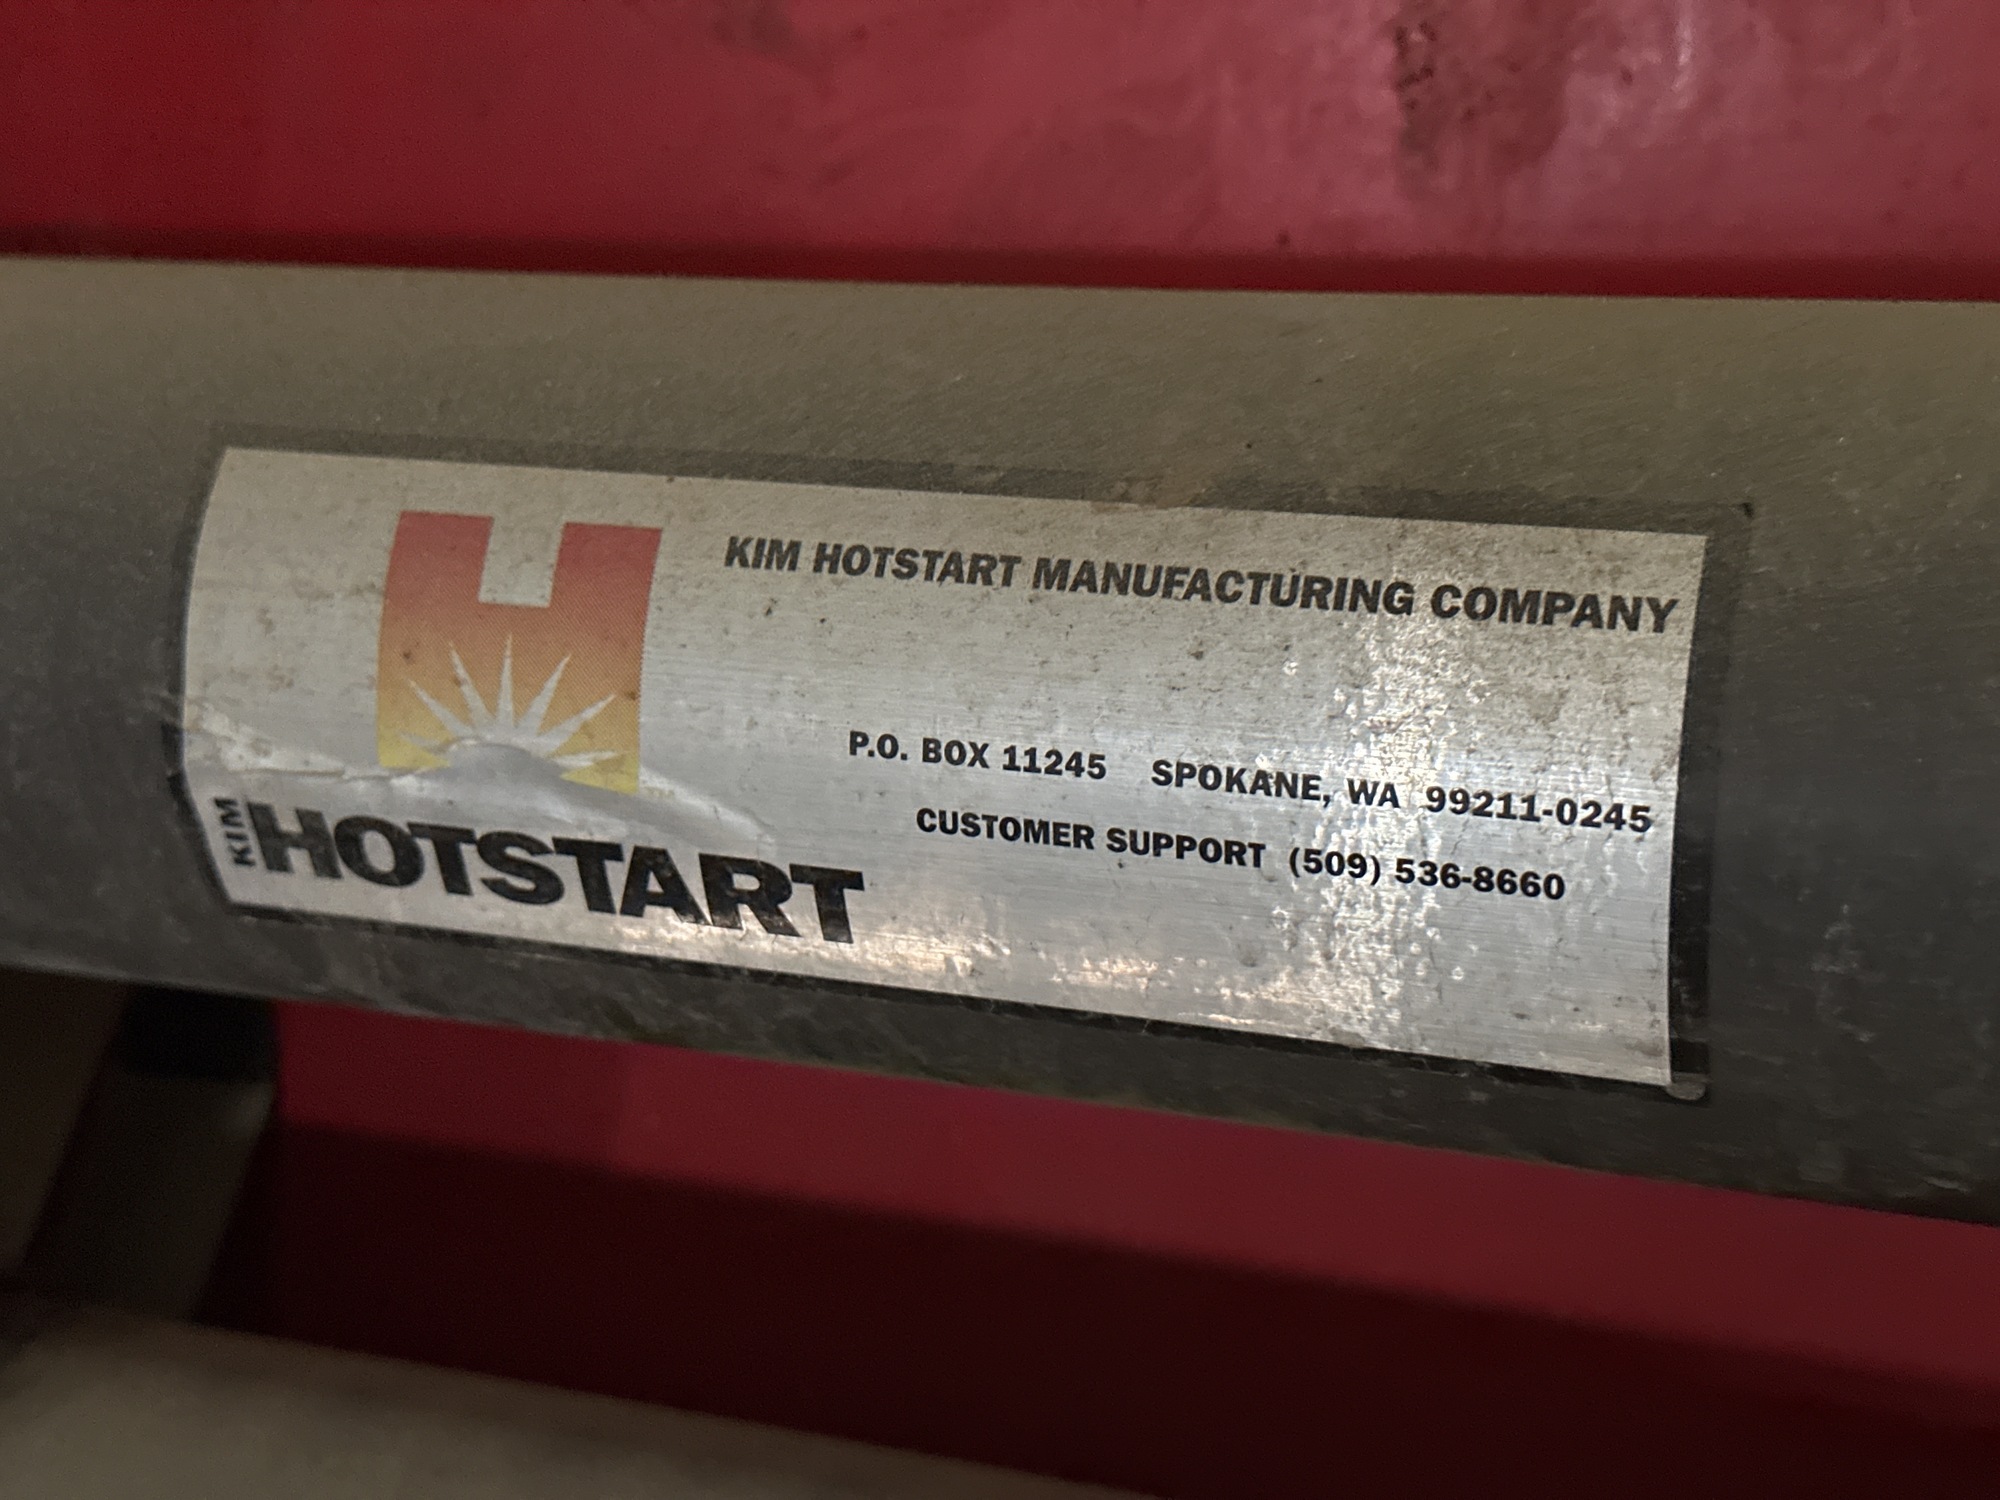 KIM HOTSTART MANUFACTURING COMPANY
P.O. BOX 11245 SPOKANE, WA 99211-0245
CUSTOMER SUPPORT (509) 536-8660
H
KIM HOTSTART